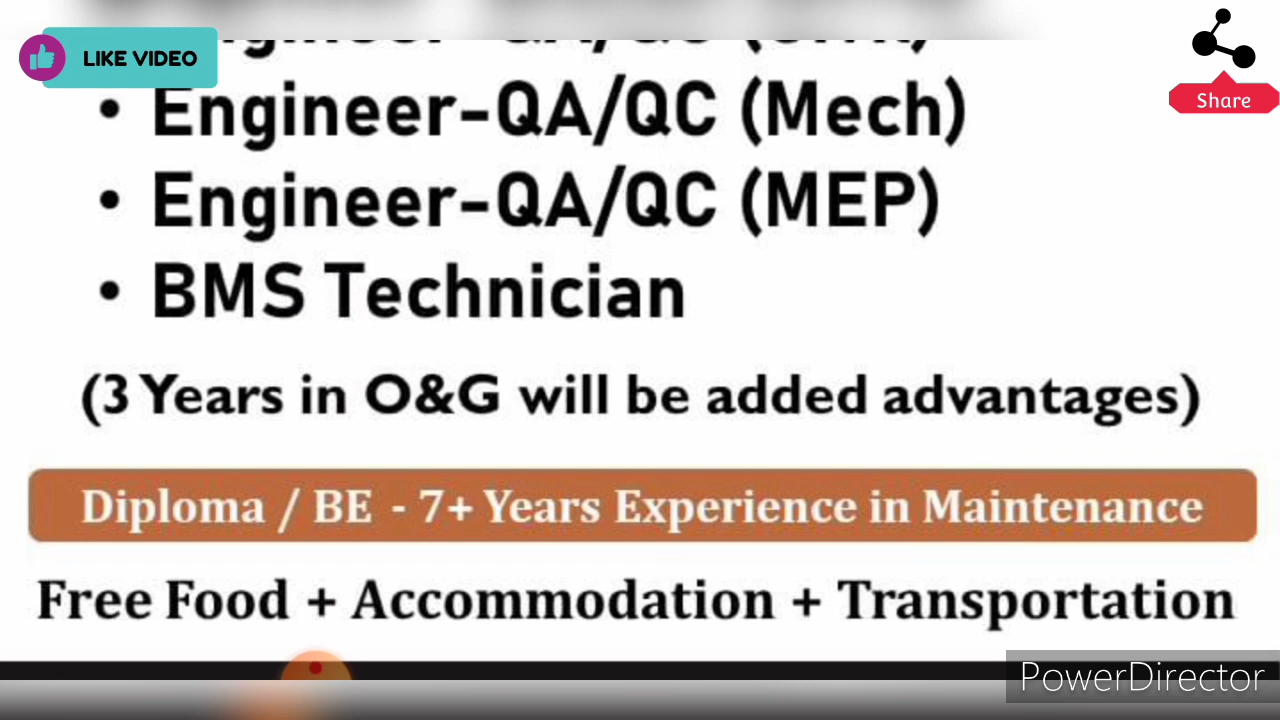 LIKE VIDEO
Share
• Engineer-QA/QC (Mech)
• Engineer-QA/QC (MEP)
• BMS Technician
(3 Years in O&G will be added advantages)
Diploma / BE - 7+ Years Experience in Maintenance
Free Food + Accommodation + Transportation
PowerDirector